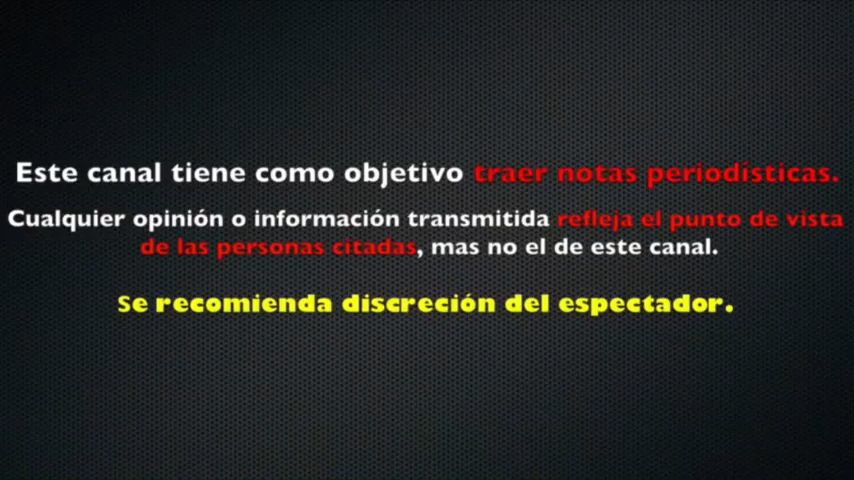 Este canal tiene como objetivo traer notas periodísticas.
Cualquier opinión o información transmitida refleja el punto de vista
de las personas citadas, mas no el de este canal.
Se recomienda discreción del espectador.